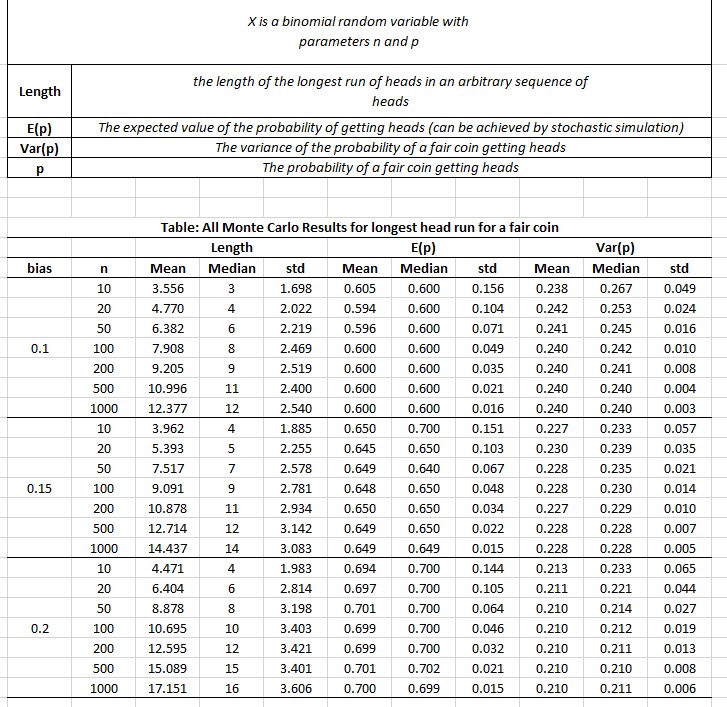 X is a binomial random variable with
parameters n and p
Length the length of the longest run of heads in an arbitrary sequence of
heads
E(p) The expected value of the probability of getting heads (can be achieved by stochastic simulation)
Var(p) The variance of the probability of a fair coin getting heads
p The probability of a fair coin getting heads
Table: All Monte Carlo Results for longest head run for a fair coin
Length E(p) Var(p)
bias n Mean Median std Mean Median std Mean Median std
10 3.556 3 1.698 0.605 0.600 0.156 0.238 0.267 0.049
20 4.770 4 2.022 0.594 0.600 0.104 0.242 0.253 0.024
50 6.382 6 2.219 0.596 0.600 0.071 0.241 0.245 0.016
0.1 100 7.908 8 2.469 0.600 0.600 0.049 0.240 0.242 0.010
200 9.205 9 2.519 0.600 0.600 0.035 0.240 0.241 0.008
500 10.996 11 2.400 0.600 0.600 0.021 0.240 0.240 0.004
1000 12.377 12 2.540 0.600 0.600 0.016 0.240 0.240 0.003
10 3.962 4 1.885 0.650 0.700 0.151 0.227 0.233 0.057
20 5.393 5 2.255 0.645 0.650 0.103 0.230 0.239 0.035
50 7.517 7 2.578 0.649 0.640 0.067 0.228 0.235 0.021
0.15 100 9.091 9 2.781 0.648 0.650 0.048 0.228 0.230 0.014
200 10.878 11 2.934 0.650 0.650 0.034 0.227 0.229 0.010
500 12.714 12 3.142 0.649 0.650 0.022 0.228 0.228 0.007
1000 14.437 14 3.083 0.649 0.649 0.015 0.228 0.228 0.005
10 4.471 4 1.983 0.694 0.700 0.144 0.213 0.233 0.065
20 6.404 6 2.814 0.697 0.700 0.105 0.211 0.221 0.044
50 8.878 8 3.198 0.701 0.700 0.064 0.210 0.214 0.027
0.2 100 10.695 10 3.403 0.699 0.700 0.046 0.210 0.212 0.019
200 12.595 12 3.421 0.699 0.700 0.032 0.210 0.211 0.013
500 15.089 15 3.401 0.701 0.702 0.021 0.210 0.210 0.008
1000 17.151 16 3.606 0.700 0.699 0.015 0.210 0.211 0.006